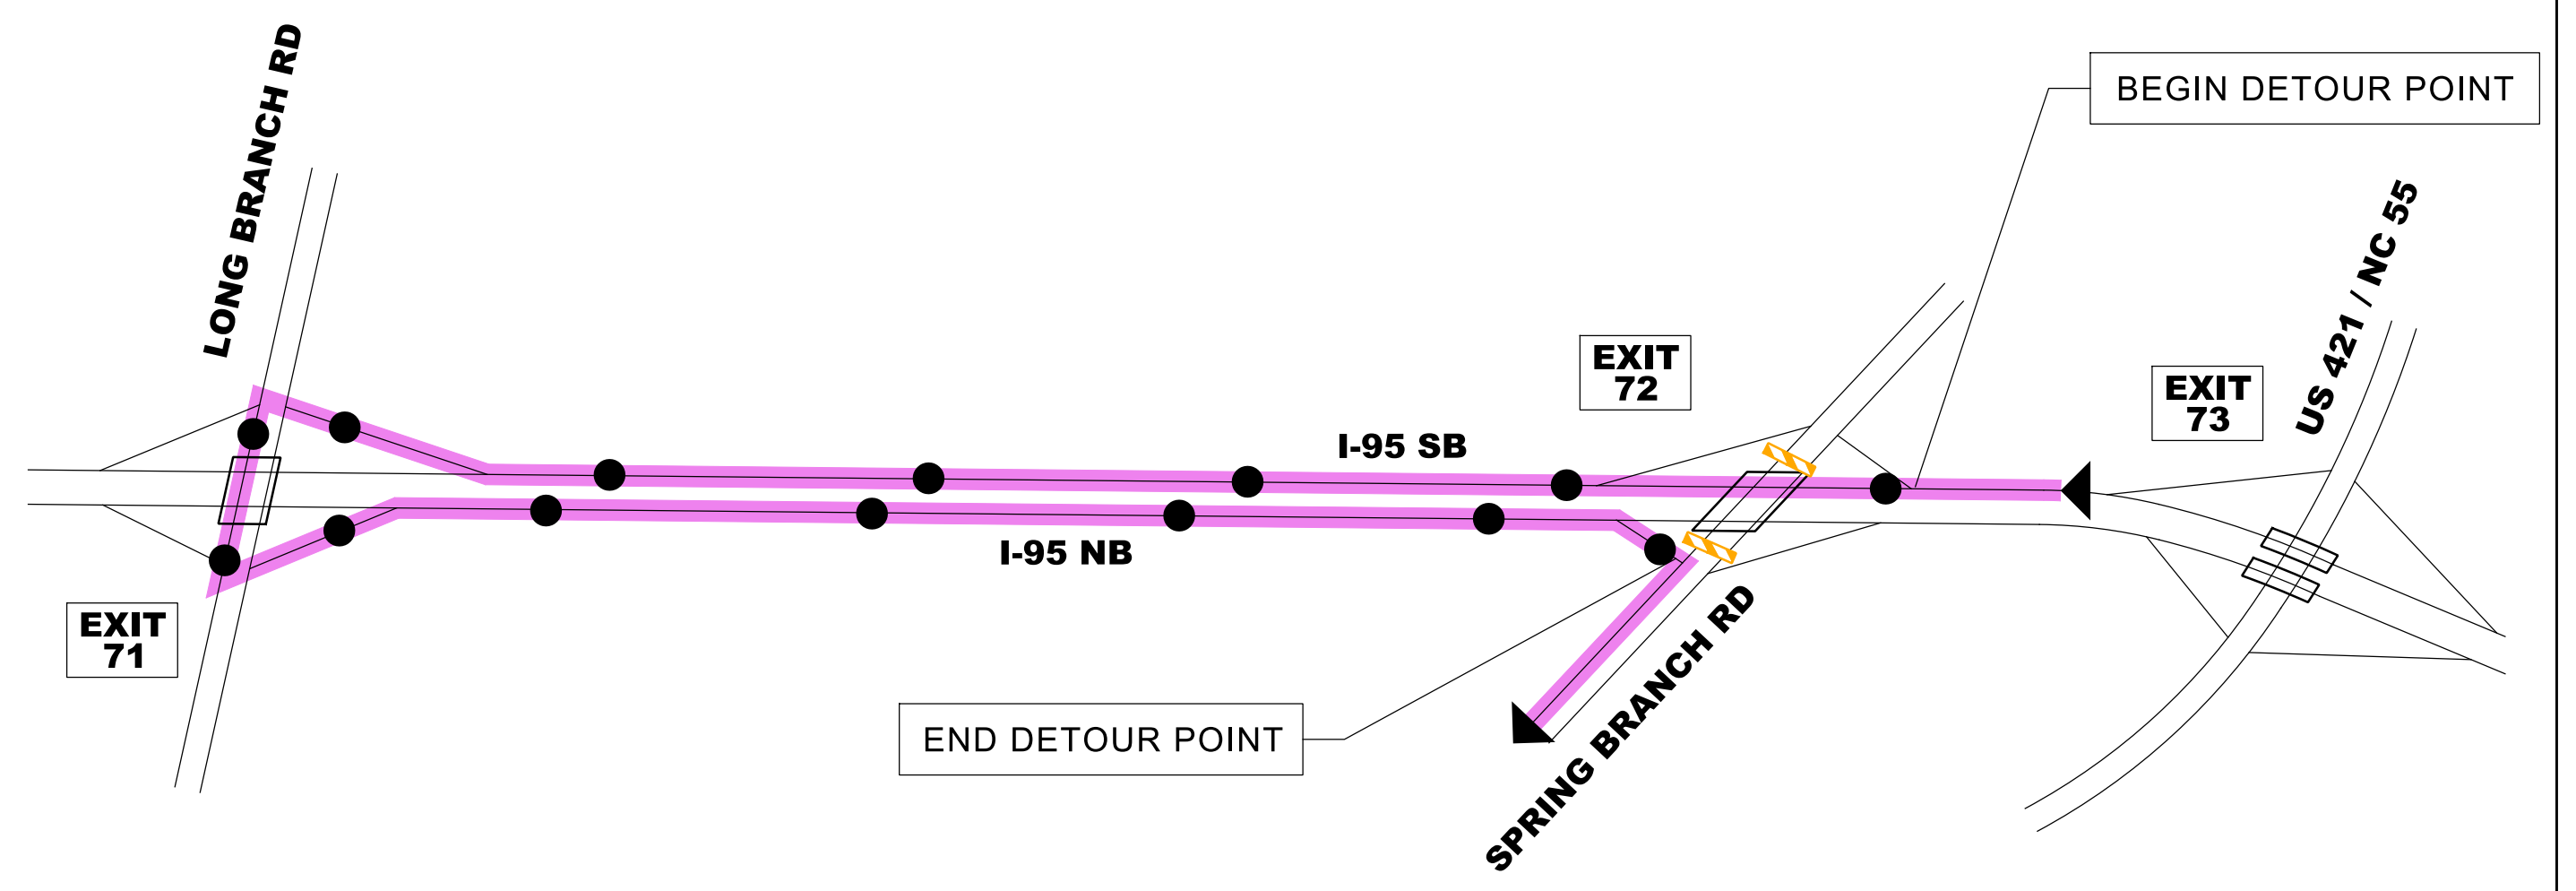 LONG BRANCH RD
BEGIN DETOUR POINT
US 421 / NC 55
EXIT
72
EXIT
73
I-95 SB
I-95 NB
EXIT
71
SPRING BRANCH RD
END DETOUR POINT